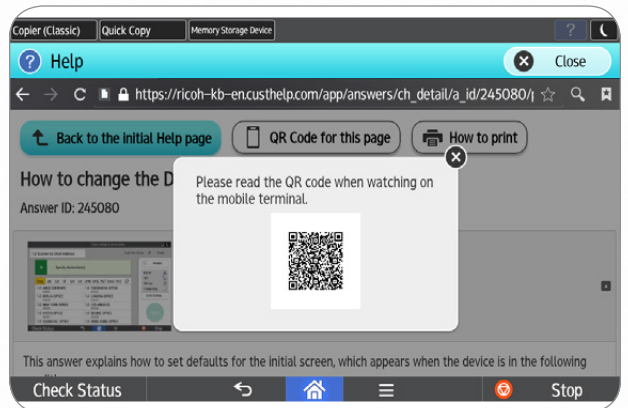 Copier (Classic)
Quick Copy
Memory Storage Device
?
? Help
Close
https://ricoh-kb-en.custhelp.com/app/answers/ch_detail/a_id/245080/
Back to the initial Help page
QR Code for this page
How to print
How to change the D
Answer ID: 245080
Please read the QR code when watching on
the mobile terminal.
This answer explains how to set defaults for the initial screen, which appears when the device is in the following
Check Status
Stop